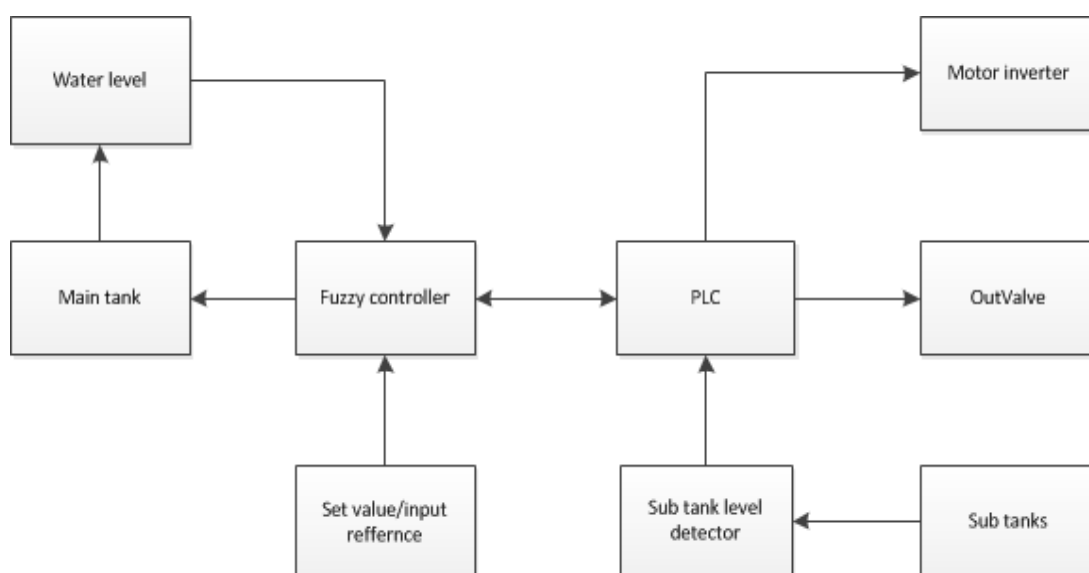 Water level
Motor inverter
Main tank
Fuzzy controller
PLC
OutValve
Set value/input
reffernce
Sub tank level
detector
Sub tanks